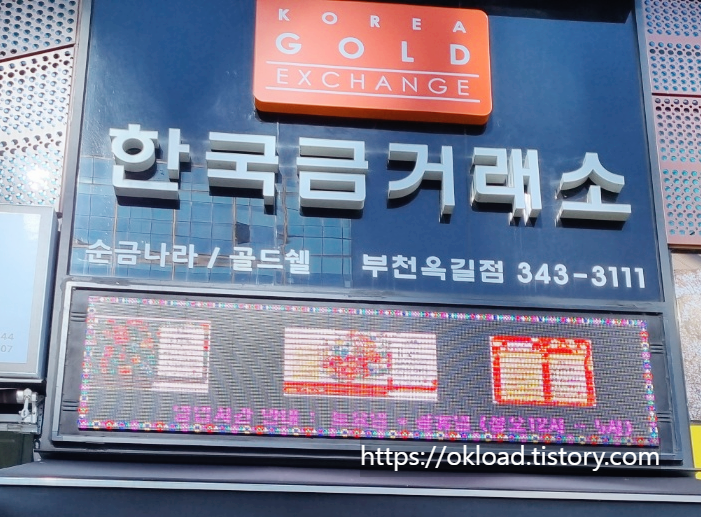 KOREA
GOLD
EXCHANGE
한국금거래소
순금나라 / 골드쉘 부천옥길점 343-3111
https://okload.tistory.com